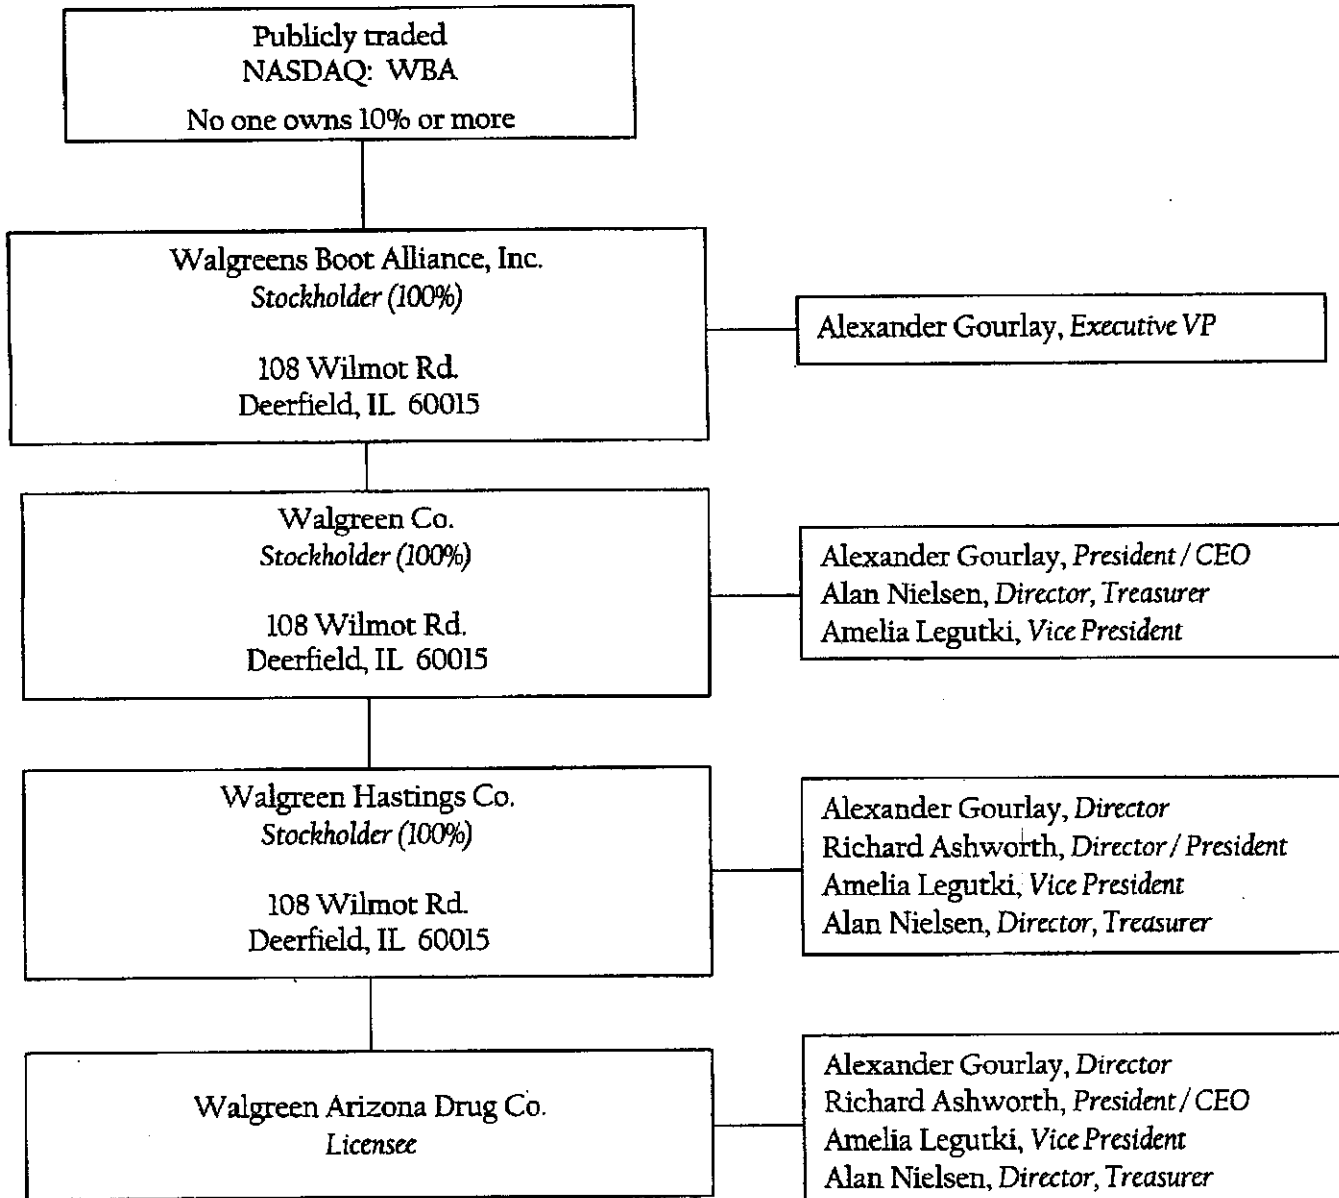 Publicly traded
NASDAQ: WBA
No one owns 10% or more
Walgreens Boot Alliance, Inc.
Stockholder (100%)
108 Wilmot Rd.
Deerfield, IL 60015
Alexander Gourlay, Executive VP
Walgreen Co.
Stockholder (100%)
108 Wilmot Rd.
Deerfield, IL 60015
Alexander Gourlay, President / CEO
Alan Nielsen, Director, Treasurer
Amelia Legutki, Vice President
Walgreen Hastings Co.
Stockholder (100%)
108 Wilmot Rd.
Deerfield, IL 60015
Alexander Gourlay, Director
Richard Ashworth, Director / President
Amelia Legutki, Vice President
Alan Nielsen, Director, Treasurer
Walgreen Arizona Drug Co.
Licensee
Alexander Gourlay, Director
Richard Ashworth, President / CEO
Amelia Legutki, Vice President
Alan Nielsen, Director, Treasurer